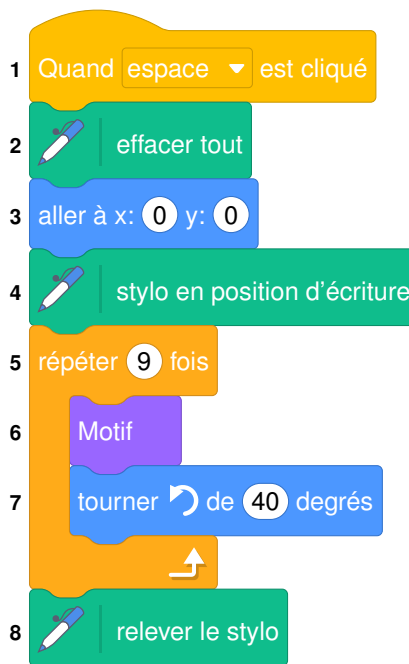 1 Quand espace est cliqué
2 effacer tout
3 aller à x: 0 y: 0
4 stylo en position d'écriture
5 répéter 9 fois
6 Motif
7 tourner de 40 degrés
8 relever le stylo